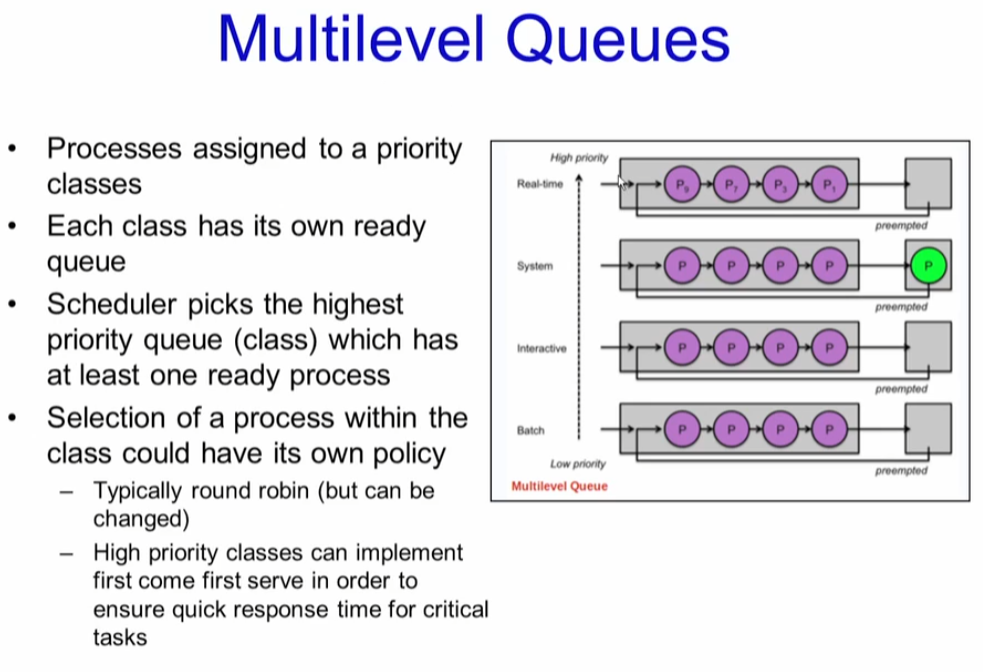 Multilevel Queues
• Processes assigned to a priority
classes
• Each class has its own ready
queue
• Scheduler picks the highest
priority queue (class) which has
at least one ready process
• Selection of a process within the
class could have its own policy
– Typically round robin (but can be
changed)
– High priority classes can implement
first come first serve in order to
ensure quick response time for critical
tasks
High priority
Real-time P9 P7 P3 P1
preempted
System P P P P P
preempted
Interactive P P P P
preempted
Batch P P P P
Low priority preempted
Multilevel Queue